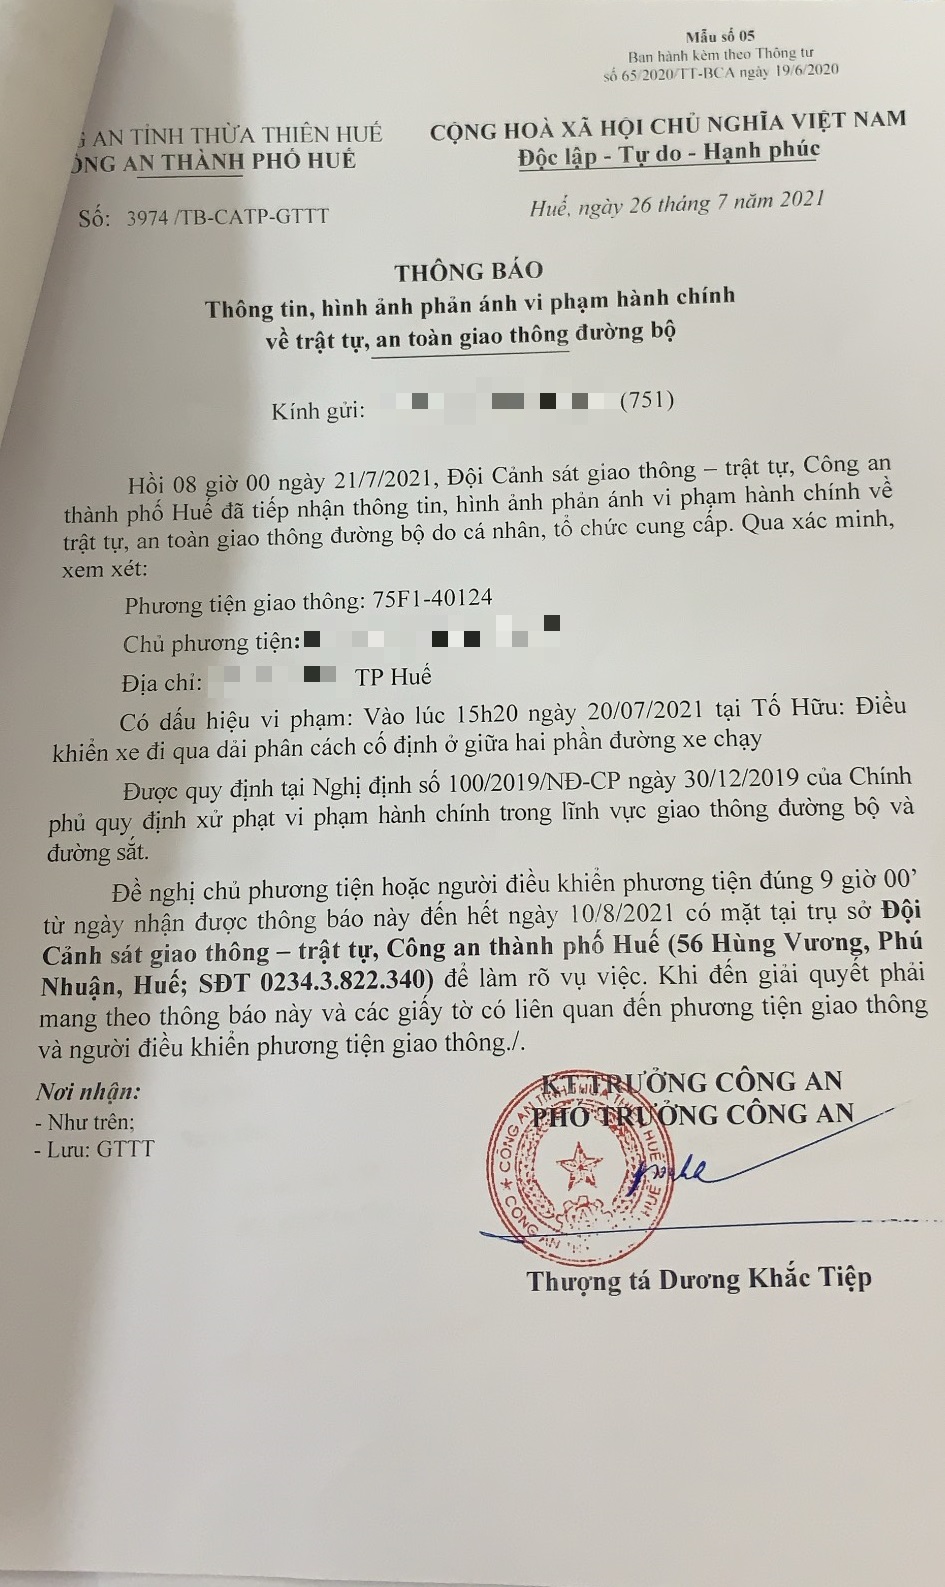 Mẫu số 05
Ban hành kèm theo Thông tư
số 65/2020/TT-BCA ngày 19/6/2020
AN TỈNH THỪA THIÊN HUẾ
ÔNG AN THÀNH PHỐ HUẾ
CỘNG HOÀ XÃ HỘI CHỦ NGHĨA VIỆT NAM
Độc lập - Tự do - Hạnh phúc
Số: 3974 /TB-CATP-GTTT
Huế, ngày 26 tháng 7 năm 2021
THÔNG BÁO
Thông tin, hình ảnh phản ánh vi phạm hành chính
về trật tự, an toàn giao thông đường bộ
Kính gửi: (751)
Hồi 08 giờ 00 ngày 21/7/2021, Đội Cảnh sát giao thông – trật tự, Công an
thành phố Huế đã tiếp nhận thông tin, hình ảnh phản ánh vi phạm hành chính về
trật tự, an toàn giao thông đường bộ do cá nhân, tổ chức cung cấp. Qua xác minh,
xem xét:
Phương tiện giao thông: 75F1-40124
Chủ phương tiện:
Địa chỉ: TP Huế
Có dấu hiệu vi phạm: Vào lúc 15h20 ngày 20/07/2021 tại Tố Hữu: Điều
khiển xe đi qua dải phân cách cố định ở giữa hai phần đường xe chạy
Được quy định tại Nghị định số 100/2019/NĐ-CP ngày 30/12/2019 của Chính
phủ quy định xử phạt vi phạm hành chính trong lĩnh vực giao thông đường bộ và
đường sắt.
Đề nghị chủ phương tiện hoặc người điều khiển phương tiện đúng 9 giờ 00’
từ ngày nhận được thông báo này đến hết ngày 10/8/2021 có mặt tại trụ sở Đội
Cảnh sát giao thông – trật tự, Công an thành phố Huế (56 Hùng Vương, Phú
Nhuận, Huế; SĐT 0234.3.822.340) để làm rõ vụ việc. Khi đến giải quyết phải
mang theo thông báo này và các giấy tờ có liên quan đến phương tiện giao thông
và người điều khiển phương tiện giao thông./.
Nơi nhận:
- Như trên;
- Lưu: GTTT
KT.TRƯỞNG CÔNG AN
PHÓ TRƯỞNG CÔNG AN
CÔNG AN TỈNH THỪA THIÊN HUẾ
CÔNG AN HUẾ
Thượng tá Dương Khắc Tiệp